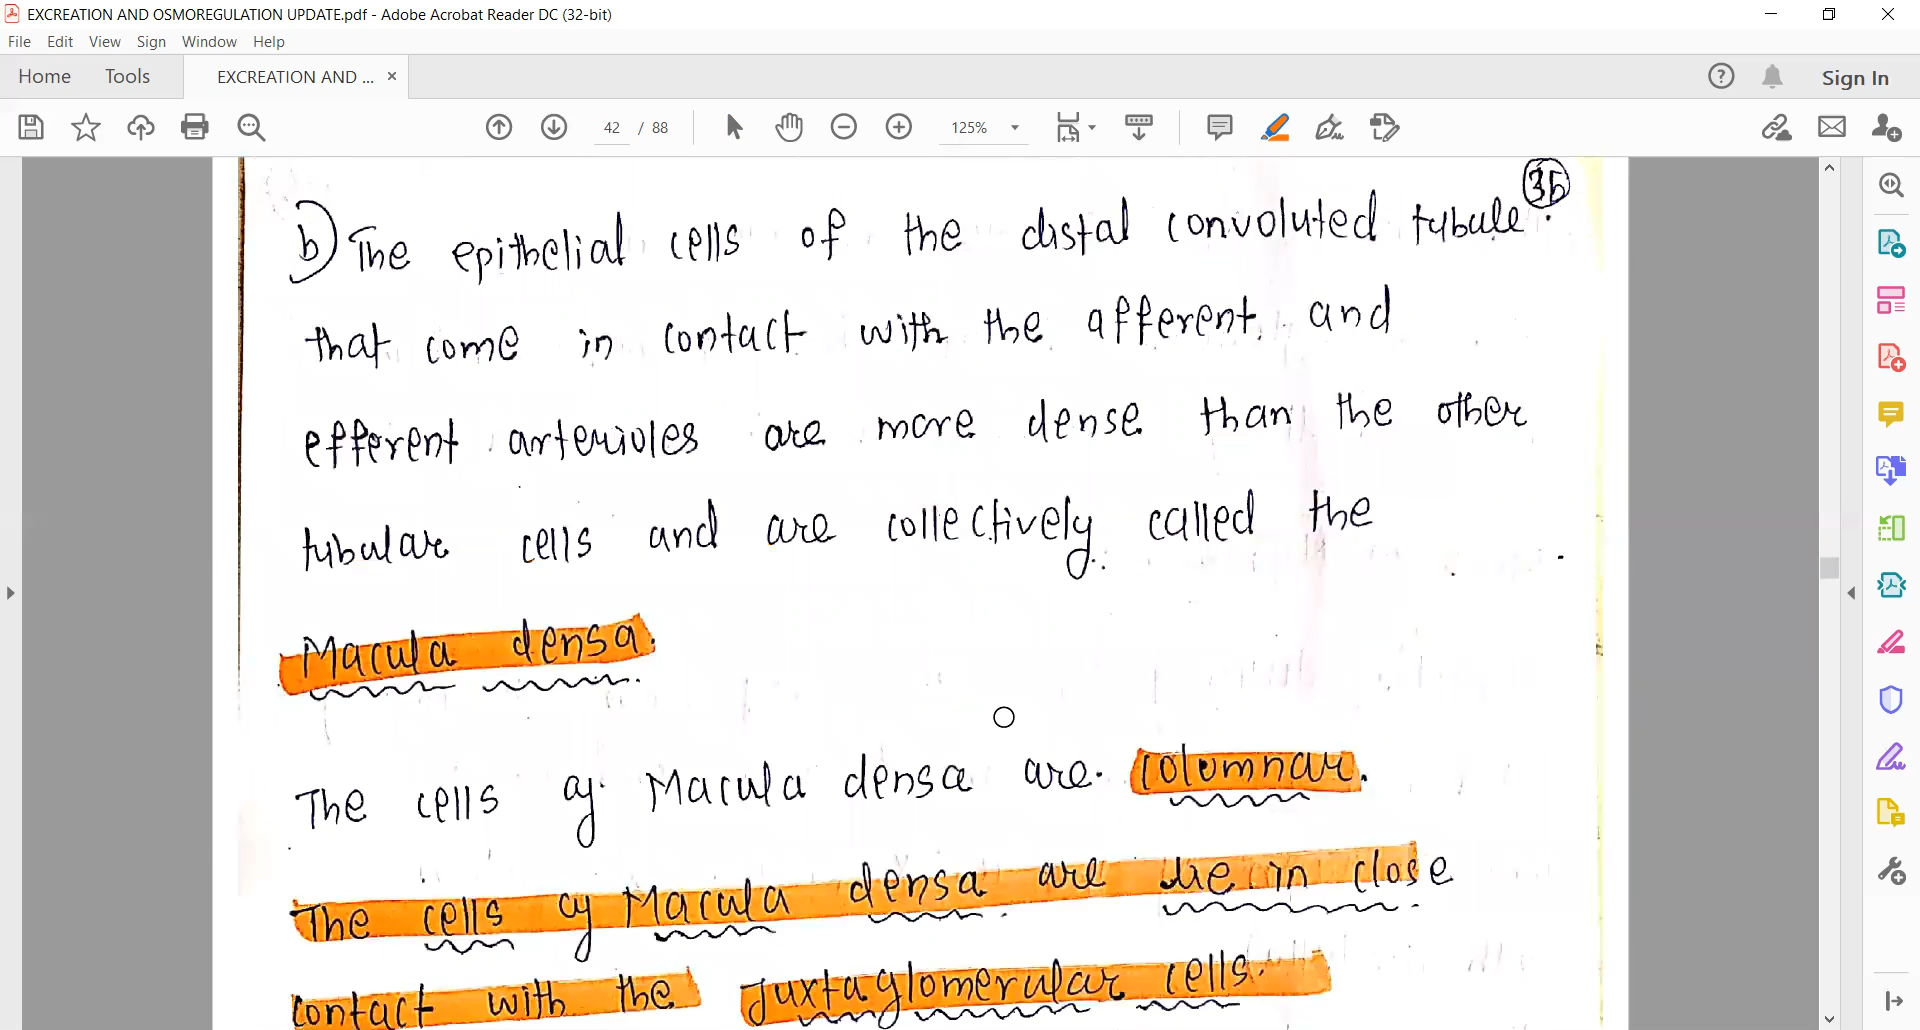 EXCREATION AND OSMOREGULATION UPDATE.pdf - Adobe Acrobat Reader DC (32-bit)
File Edit View Sign Window Help
Home Tools EXCREATION AND ... × Sign In
42 / 88 125%
35
b) The epithelial cells of the distal convoluted tubule
that come in contact with the afferent and
efferent arterioles are more dense than the other
tubular cells and are collectively called the
Macula densa.
The cells of Macula densa are columnar.
The cells of Macula densa are lie in close
contact with the Juxtaglomerular cells.